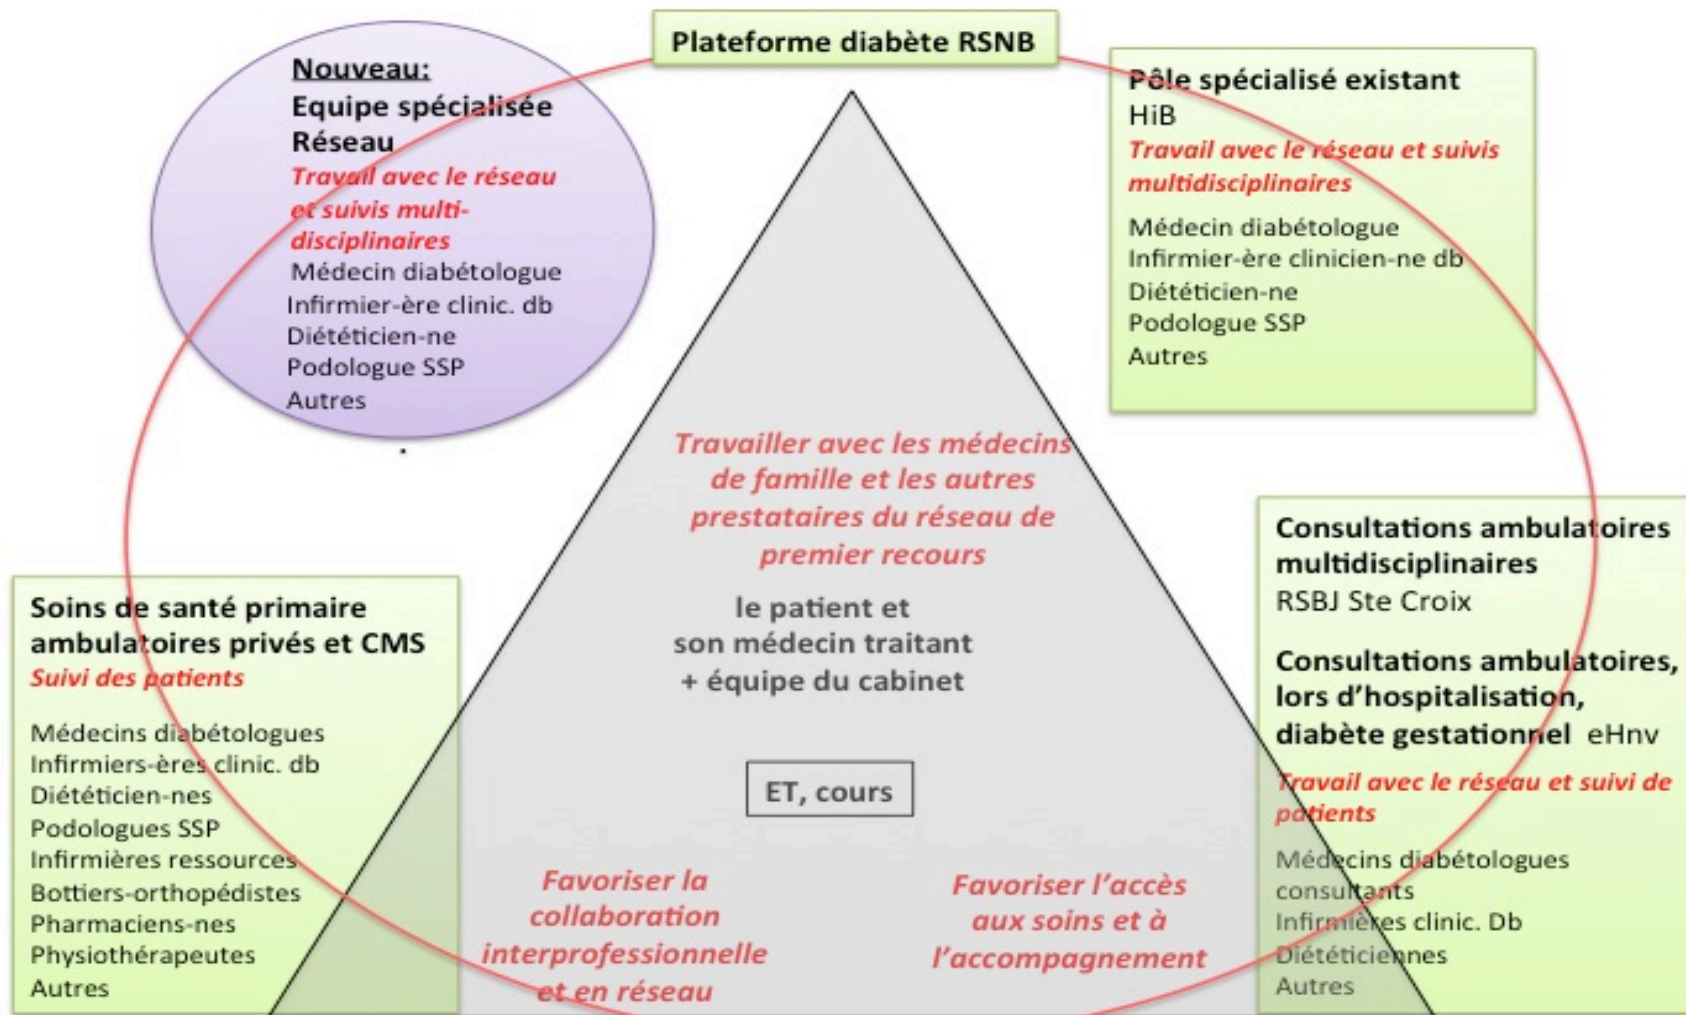 Plateforme diabète RSNB
Nouveau:
Equipe spécialisée
Réseau
Travail avec le réseau
et suivis multi-
disciplinaires
Médecin diabétologue
Infirmier-ère clinic. db
Diététicien-ne
Podologue SSP
Autres
.
Pôle spécialisé existant
HiB
Travail avec le réseau et suivis
multidisciplinaires
Médecin diabétologue
Infirmier-ère clinicien-ne db
Diététicien-ne
Podologue SSP
Autres
Travailler avec les médecins
de famille et les autres
prestataires du réseau de
premier recours
le patient et
son médecin traitant
+ équipe du cabinet
ET, cours
Favoriser la
collaboration
interprofessionnelle
et en réseau
Favoriser l'accès
aux soins et à
l'accompagnement
Soins de santé primaire
ambulatoires privés et CMS
Suivi des patients
Médecins diabétologues
Infirmiers-ères clinic. db
Diététicien-nes
Podologues SSP
Infirmières ressources
Bottiers-orthopédistes
Pharmaciens-nes
Physiothérapeutes
Autres
Consultations ambulatoires
multidisciplinaires
RSBJ Ste Croix
Consultations ambulatoires,
lors d'hospitalisation,
diabète gestationnel eHnv
Travail avec le réseau et suivi de
patients
Médecins diabétologues
consultants
Infirmières clinic. Db
Diététiciennes
Autres